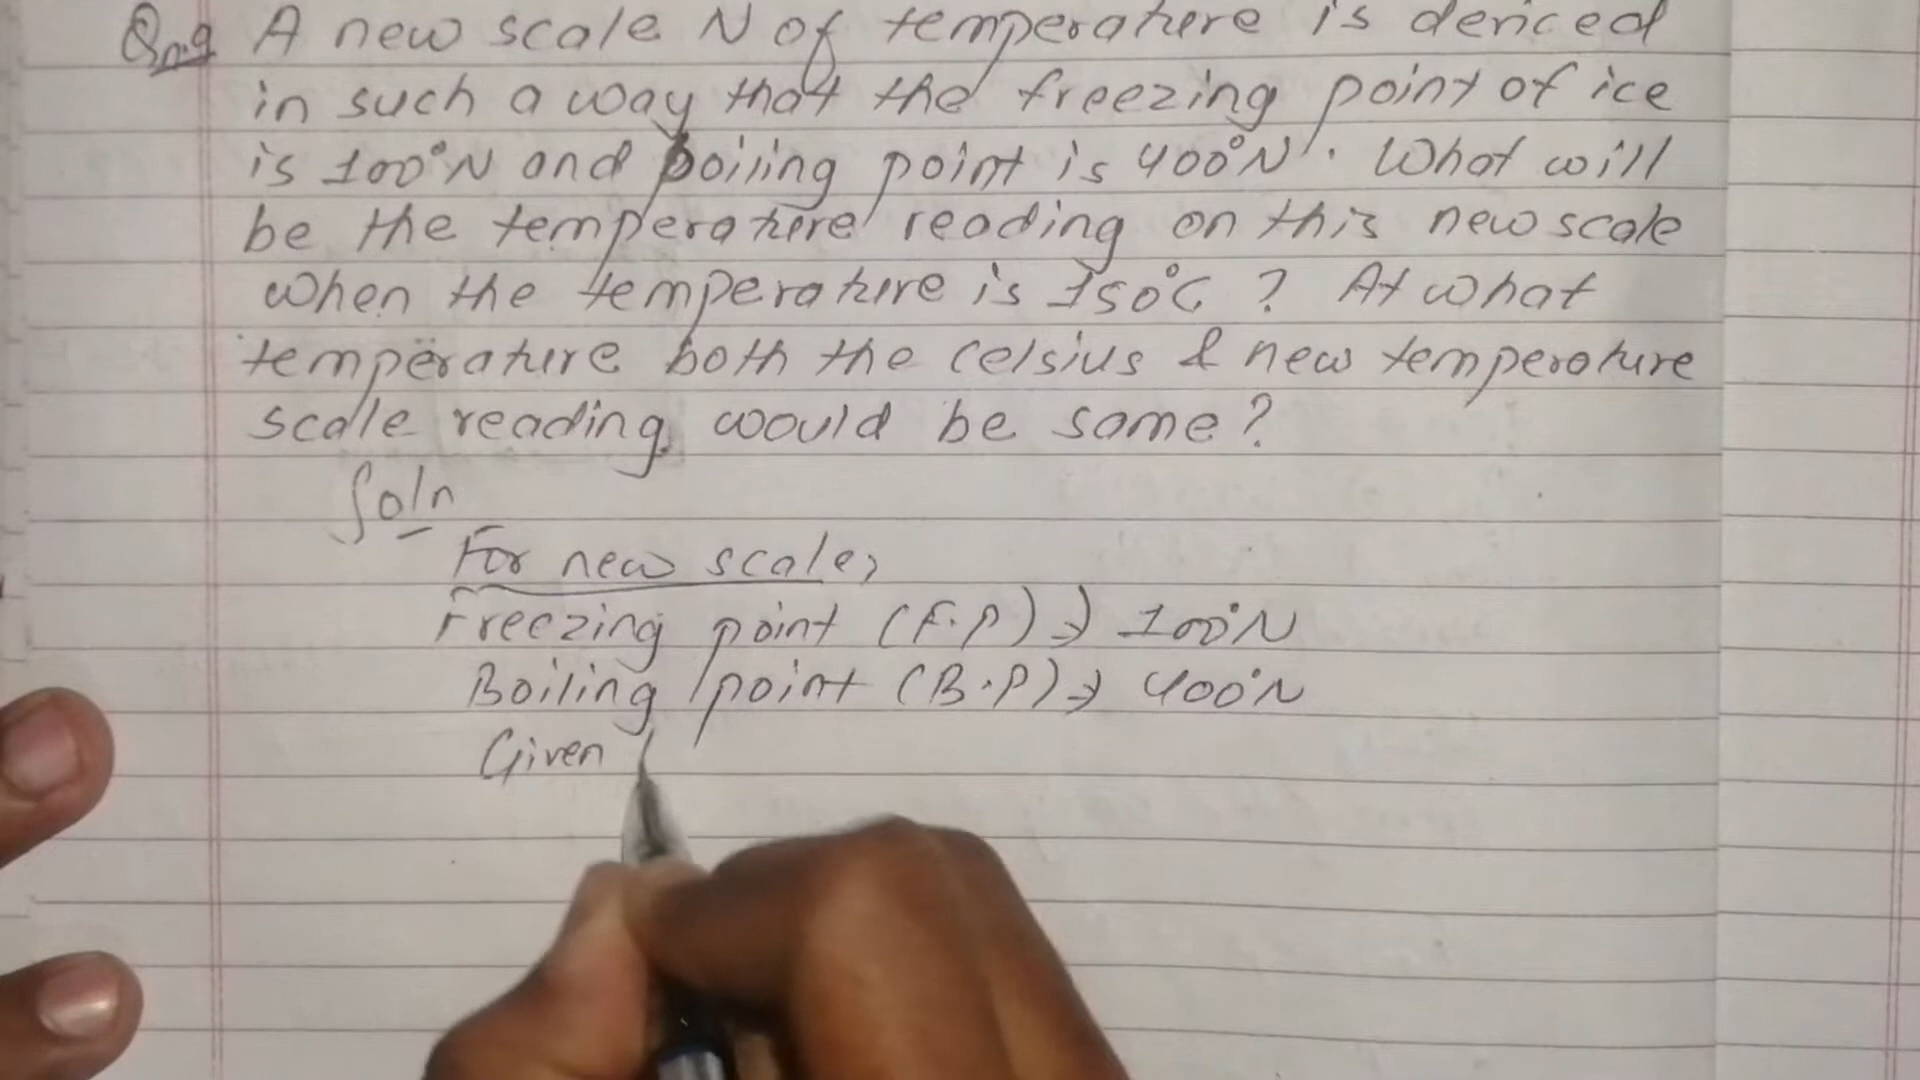 Qn.9 A new scale N of temperature is deviced
in such a way that the freezing point of ice
is 100°N and boiling point is 400°N. What will
be the temperature reading on this new scale
when the temperature is 150°C ? At what
temperature both the celsius & new temperature
scale reading would be same?
Soln
For new scale,
Freezing point (F.P) → 100°N
Boiling point (B.P) → 400°N
Given